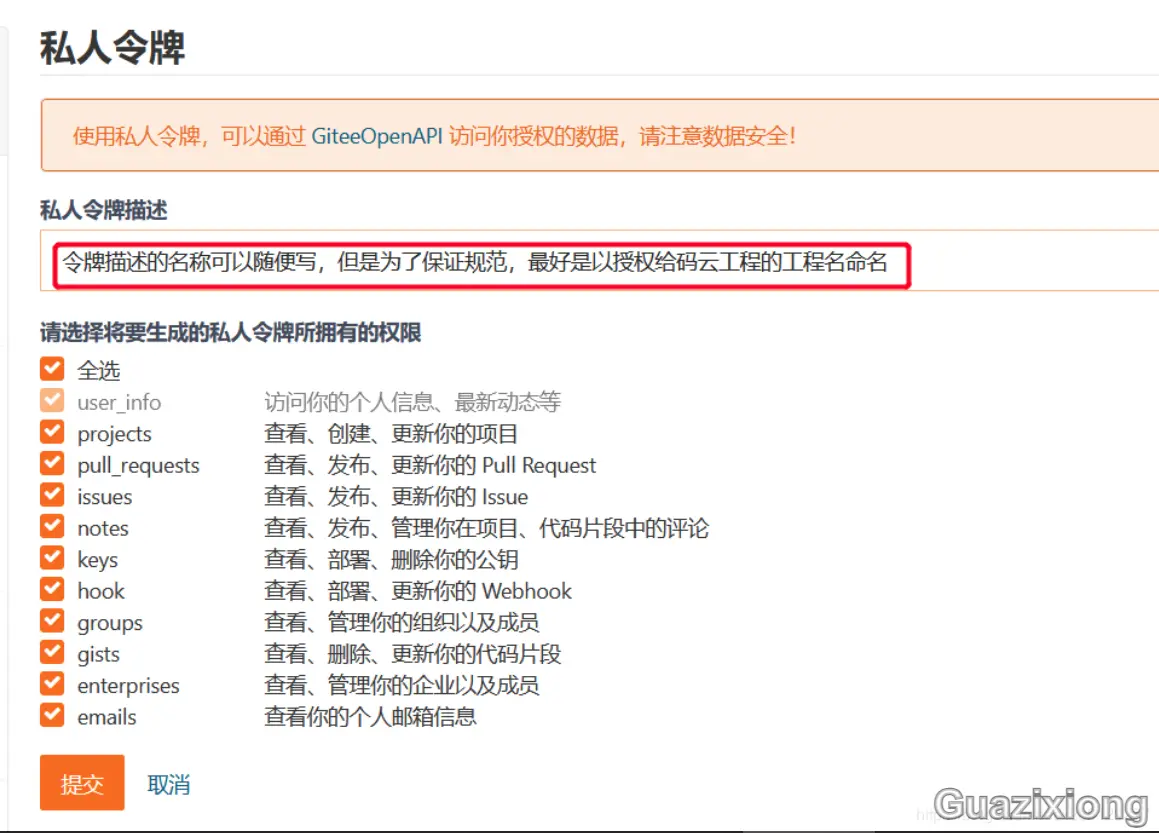 私人令牌
使用私人令牌，可以通过 GiteeOpenAPI 访问你授权的数据，请注意数据安全！
私人令牌描述
令牌描述的名称可以随便写，但是为了保证规范，最好是以授权给码云工程的工程名命名
请选择将要生成的私人令牌所拥有的权限
全选
user_info 访问你的个人信息、最新动态等
projects 查看、创建、更新你的项目
pull_requests 查看、发布、更新你的 Pull Request
issues 查看、发布、更新你的 Issue
notes 查看、发布、管理你在项目、代码片段中的评论
keys 查看、部署、删除你的公钥
hook 查看、部署、更新你的 Webhook
groups 查看、管理你的组织以及成员
gists 查看、删除、更新你的代码片段
enterprises 查看、管理你的企业以及成员
emails 查看你的个人邮箱信息
提交 取消
Guazixiong